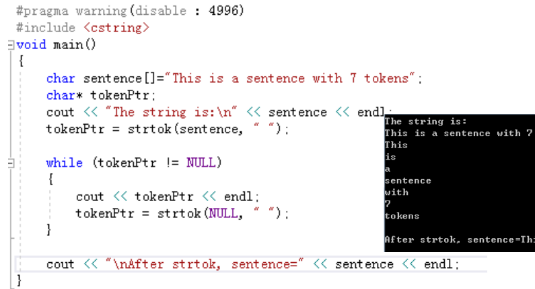 #pragma warning(disable : 4996)
#include <cstring>
void main()
{
char sentence[]="This is a sentence with 7 tokens";
char* tokenPtr;
cout << "The string is:\n" << sentence << endl;
tokenPtr = strtok(sentence, " ");
while (tokenPtr != NULL)
{
cout << tokenPtr << endl;
tokenPtr = strtok(NULL, " ");
}
cout << "\nAfter strtok, sentence=" << sentence << endl;
}
The string is:
This is a sentence with 7
This
is
a
sentence
with
7
tokens
After strtok, sentence=Thi